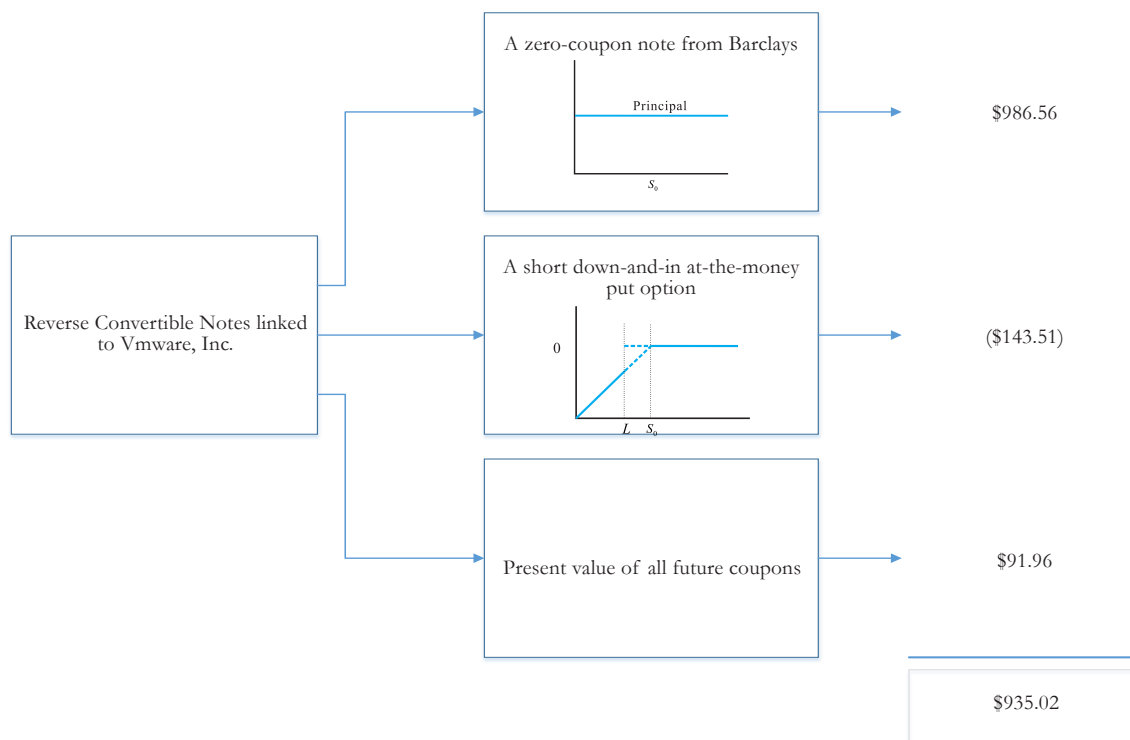 A zero-coupon note from Barclays
Principal
S₀
$986.56
Reverse Convertible Notes linked
to Vmware, Inc.
A short down-and-in at-the-money
put option
0
L S₀
($143.51)
Present value of all future coupons
$91.96
$935.02